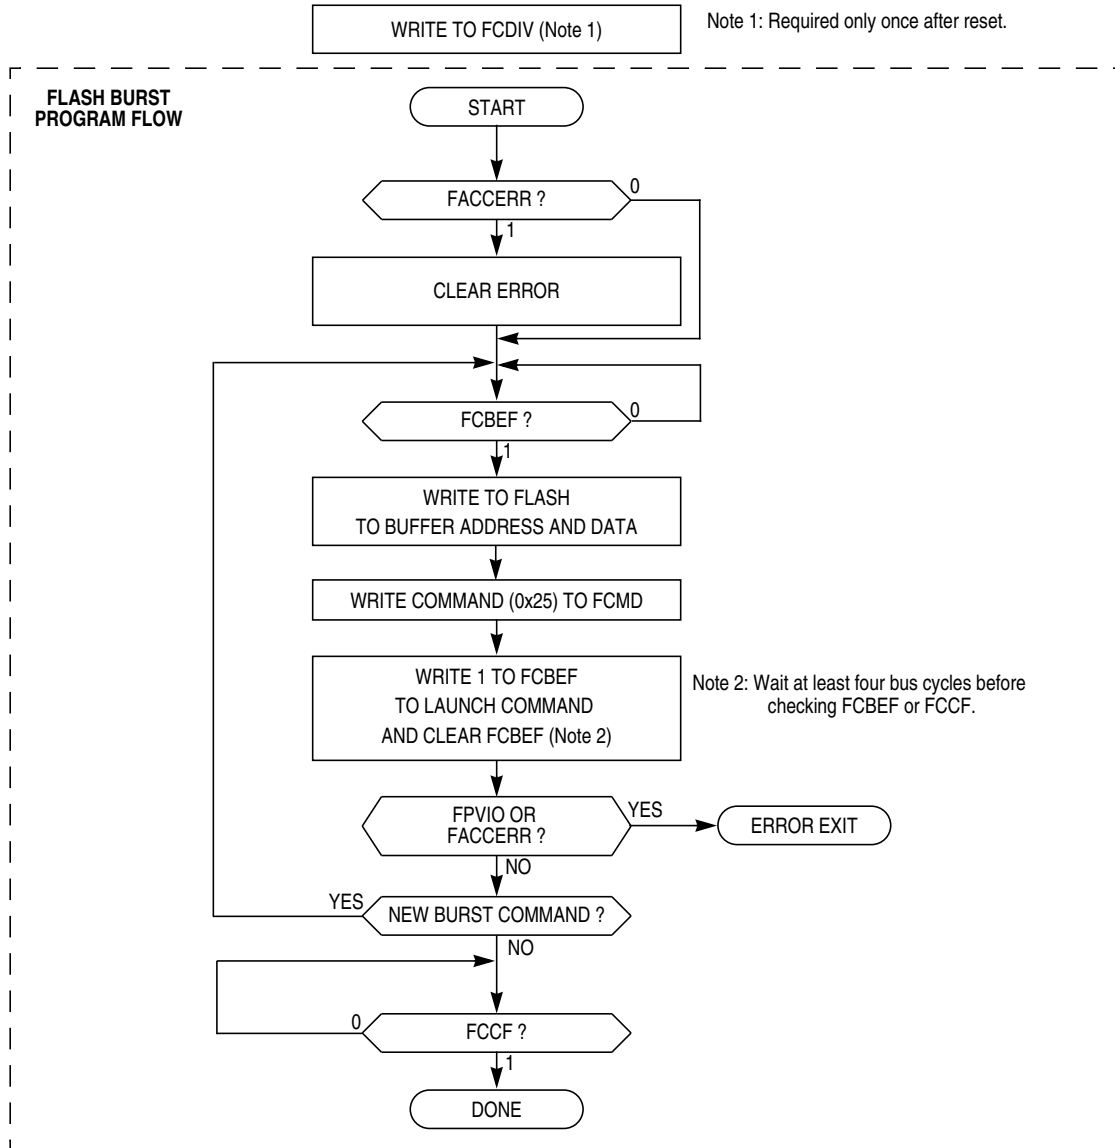 WRITE TO FCDIV (Note 1)
Note 1: Required only once after reset.
FLASH BURST
PROGRAM FLOW
START
FACCERR ?
0
1
CLEAR ERROR
FCBEF ?
0
1
WRITE TO FLASH
TO BUFFER ADDRESS AND DATA
WRITE COMMAND (0x25) TO FCMD
WRITE 1 TO FCBEF
TO LAUNCH COMMAND
AND CLEAR FCBEF (Note 2)
Note 2: Wait at least four bus cycles before
checking FCBEF or FCCF.
FPVIO OR
FACCERR ?
YES
ERROR EXIT
NO
YES
NEW BURST COMMAND ?
NO
0
FCCF ?
1
DONE